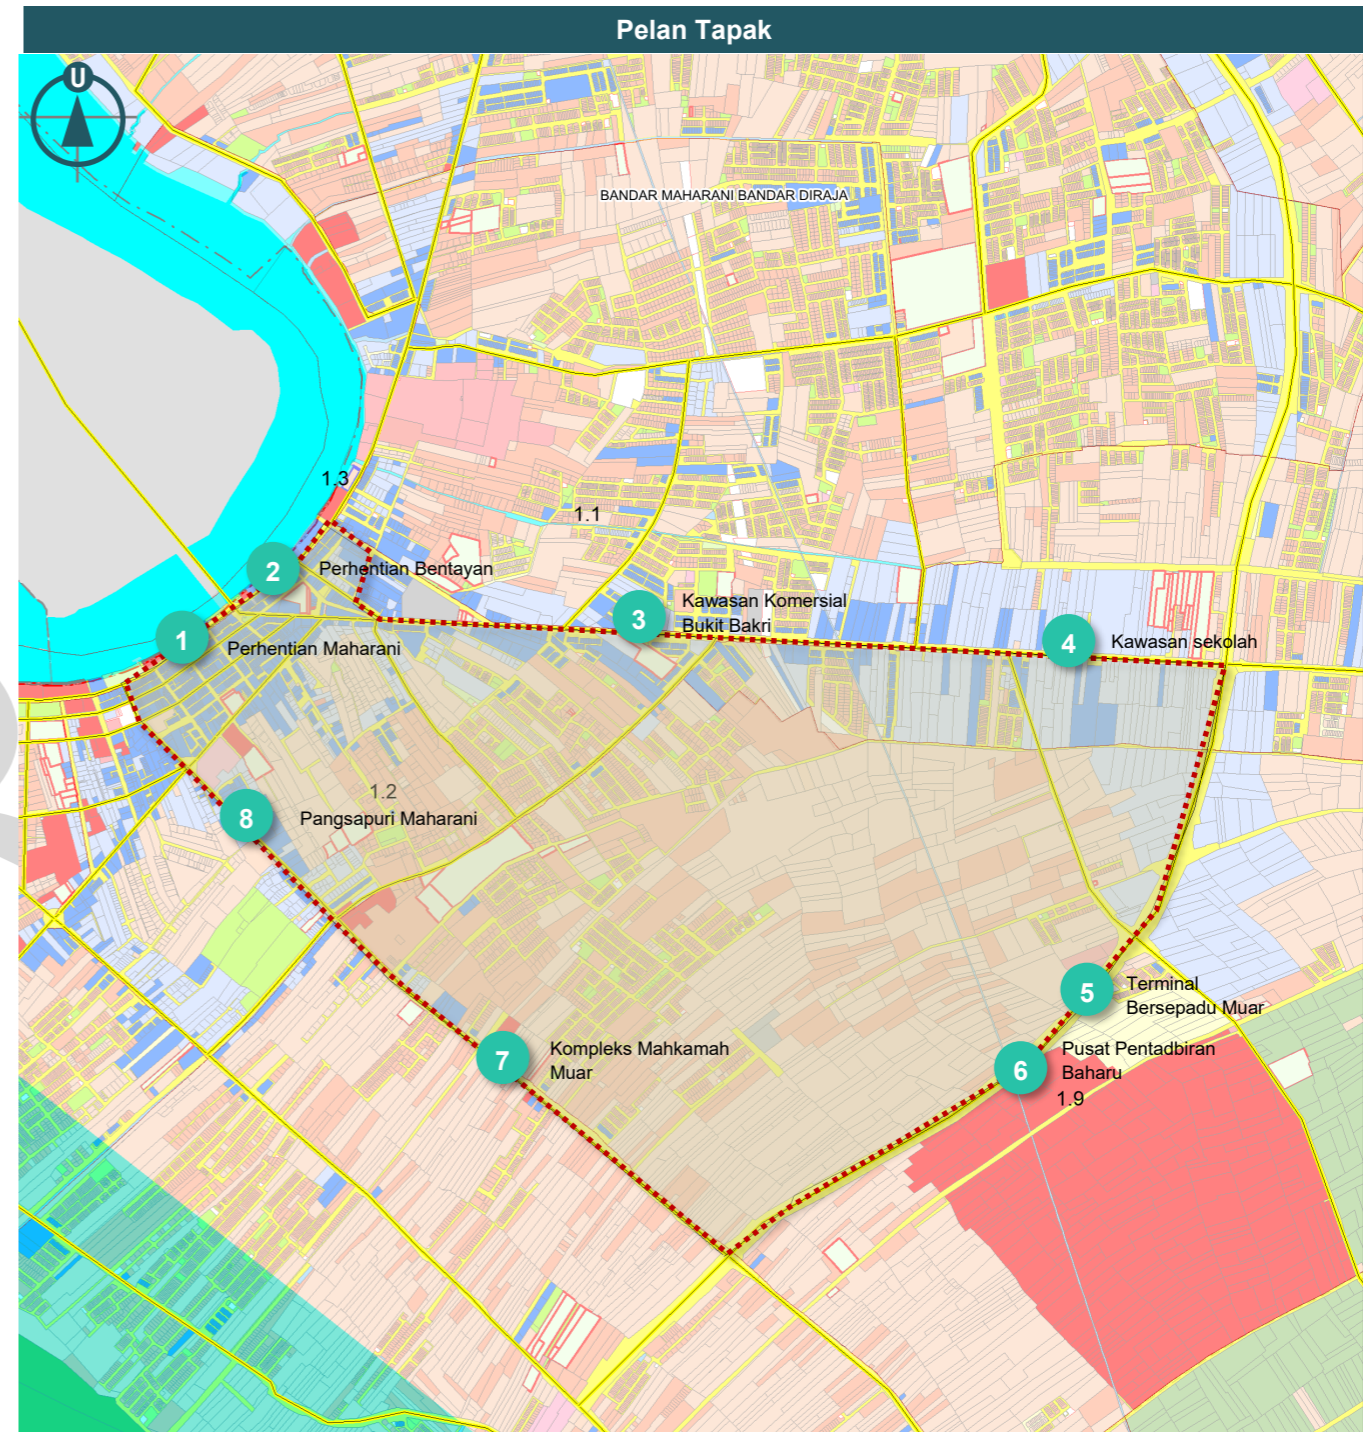 Pelan Tapak
U
BANDAR MAHARANI BANDAR DIRAJA
1.3
1.1
2
Perhentian Bentayan
3
Kawasan Komersial
Bukit Bakri
1
Perhentian Maharani
4
Kawasan sekolah
1.2
8
Pangsapuri Maharani
5
Terminal
Bersepadu Muar
7
Kompleks Mahkamah
Muar
6
Pusat Pentadbiran
Baharu
1.9